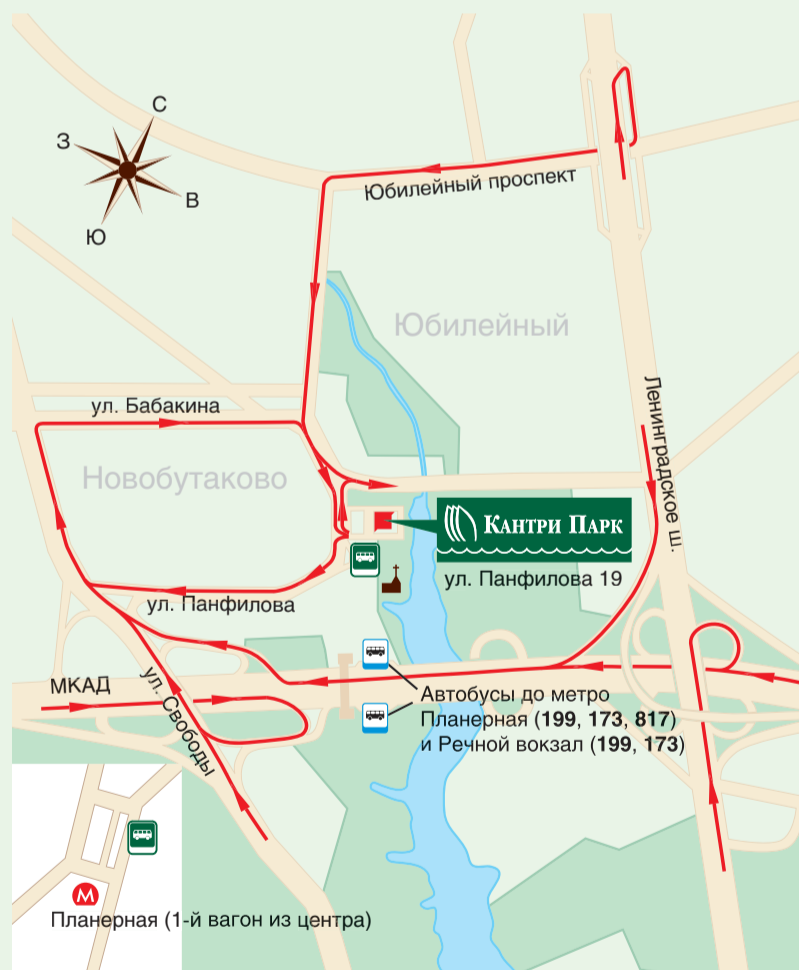 С
З
В
Ю
Юбилейный проспект
Юбилейный
Ленинградское ш.
ул. Бабакина
Новобутаково
Кантри Парк
ул. Панфилова 19
ул. Панфилова
МКАД
ул. Свободы
Автобусы до метро
Планерная (199, 173, 817)
и Речной вокзал (199, 173)
М
Планерная (1-й вагон из центра)